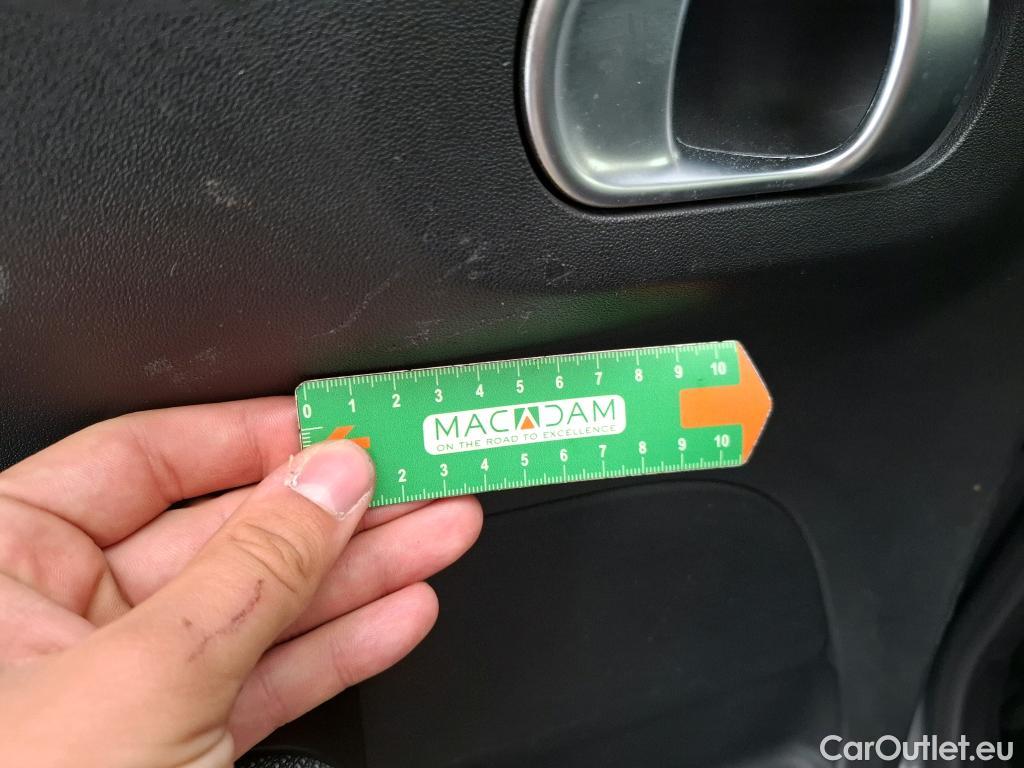 0 1 2 3 4 5 6 7 8 9 10
MACADAM
ON THE ROAD TO EXCELLENCE
2 3 4 5 6 7 8 9 10
CarOutlet.eu